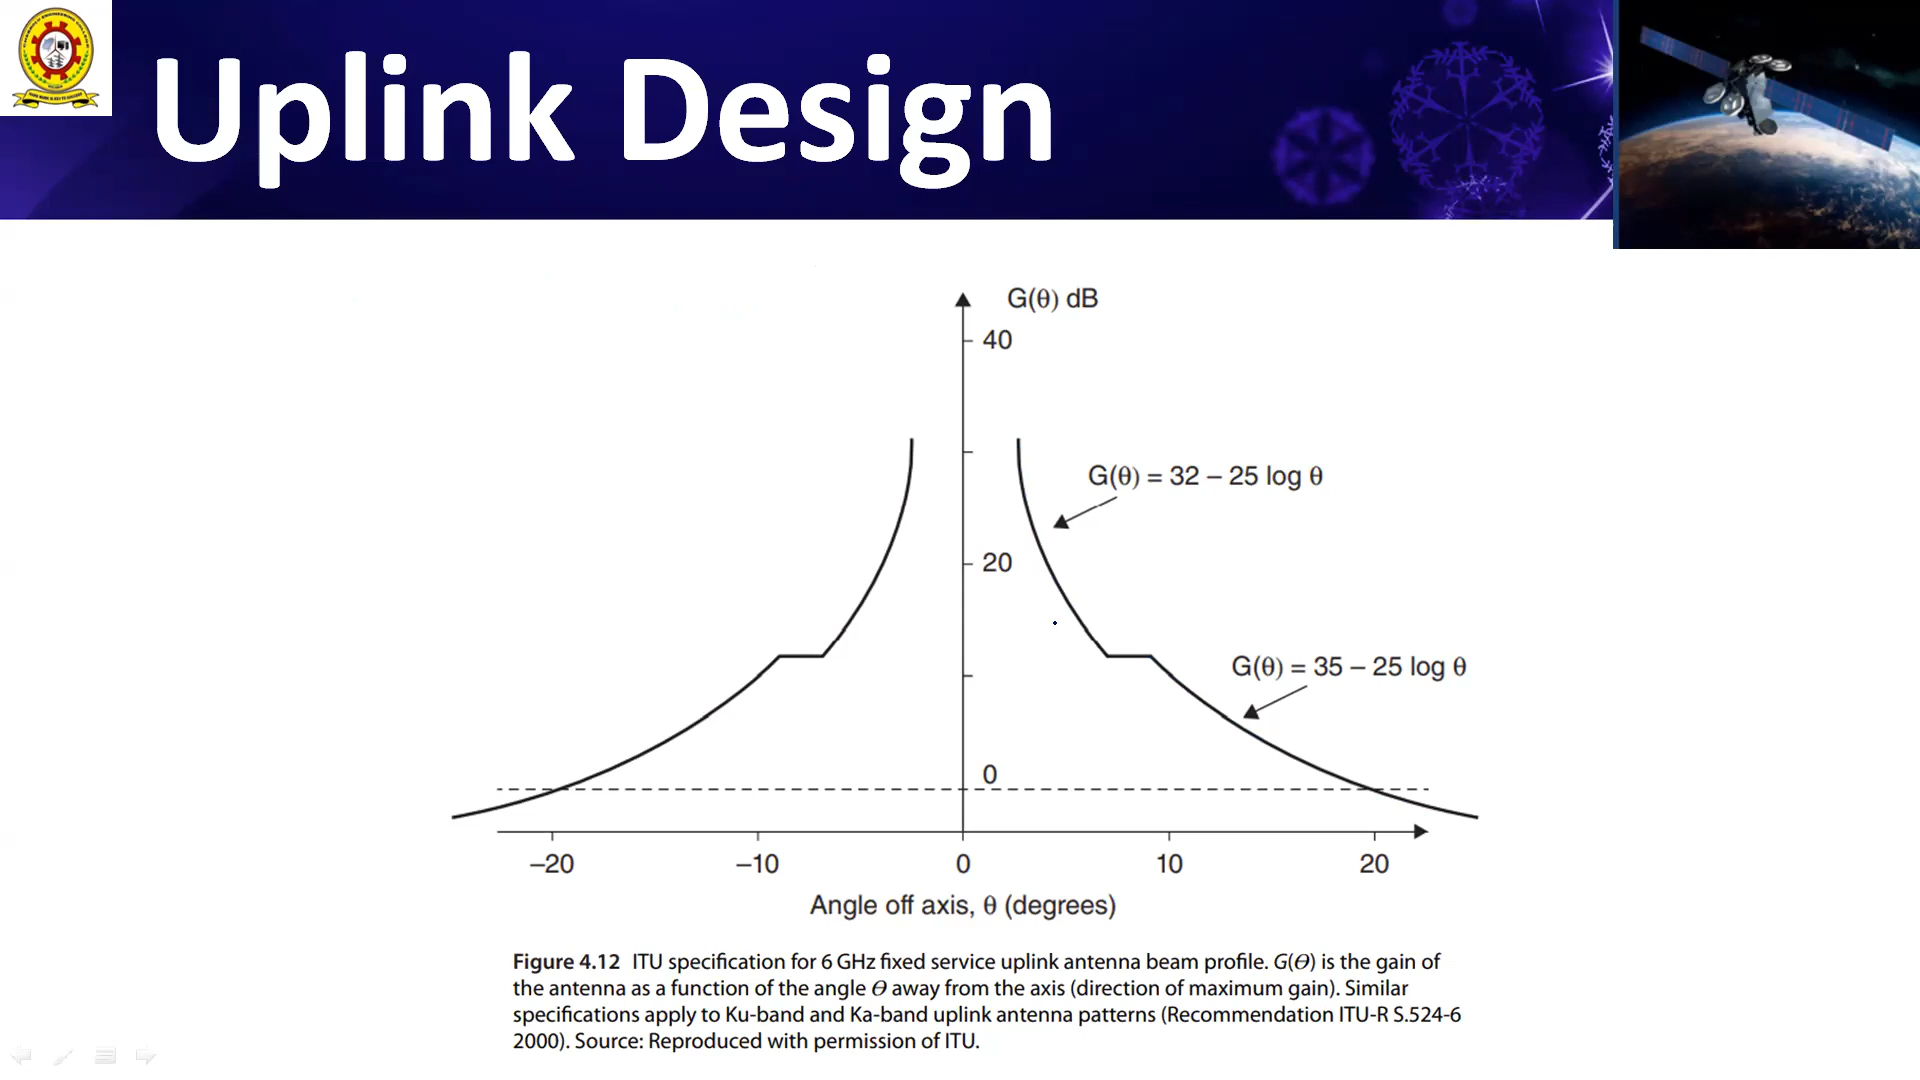 Uplink Design
G(θ) dB
40
G(θ) = 32 – 25 log θ
20
G(θ) = 35 – 25 log θ
0
–20 –10 0 10 20
Angle off axis, θ (degrees)
Figure 4.12 ITU specification for 6 GHz fixed service uplink antenna beam profile. G(Θ) is the gain of
the antenna as a function of the angle Θ away from the axis (direction of maximum gain). Similar
specifications apply to Ku-band and Ka-band uplink antenna patterns (Recommendation ITU-R S.524-6
2000). Source: Reproduced with permission of ITU.